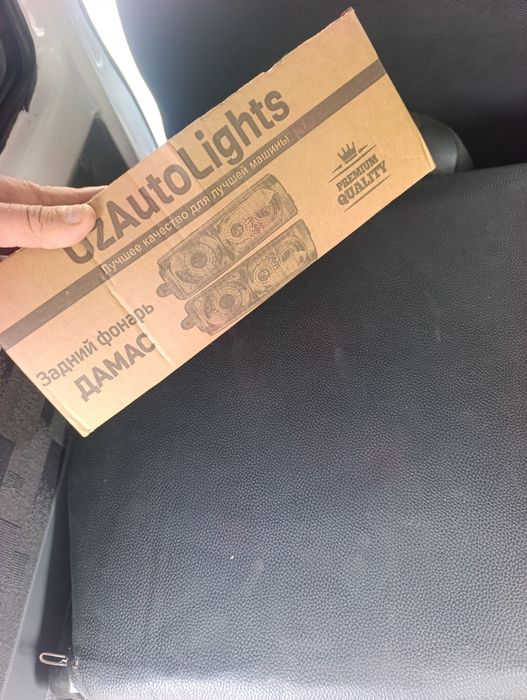 UzAutoLights
Лучшее качество для лучшей машины
PREMIUM
QUALITY
Задний фонарь
ДАМАС